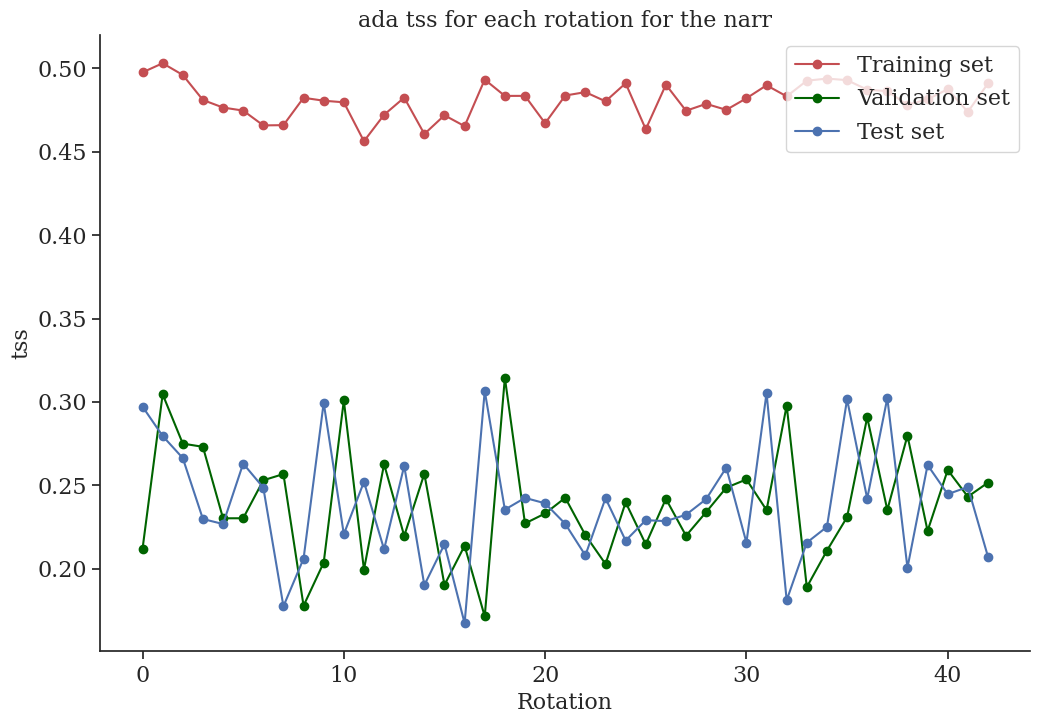 ada tss for each rotation for the narr
0.50
0.45
0.40
0.35
0.30
0.25
0.20
tss
Training set
Validation set
Test set
0 10 20 30 40
Rotation